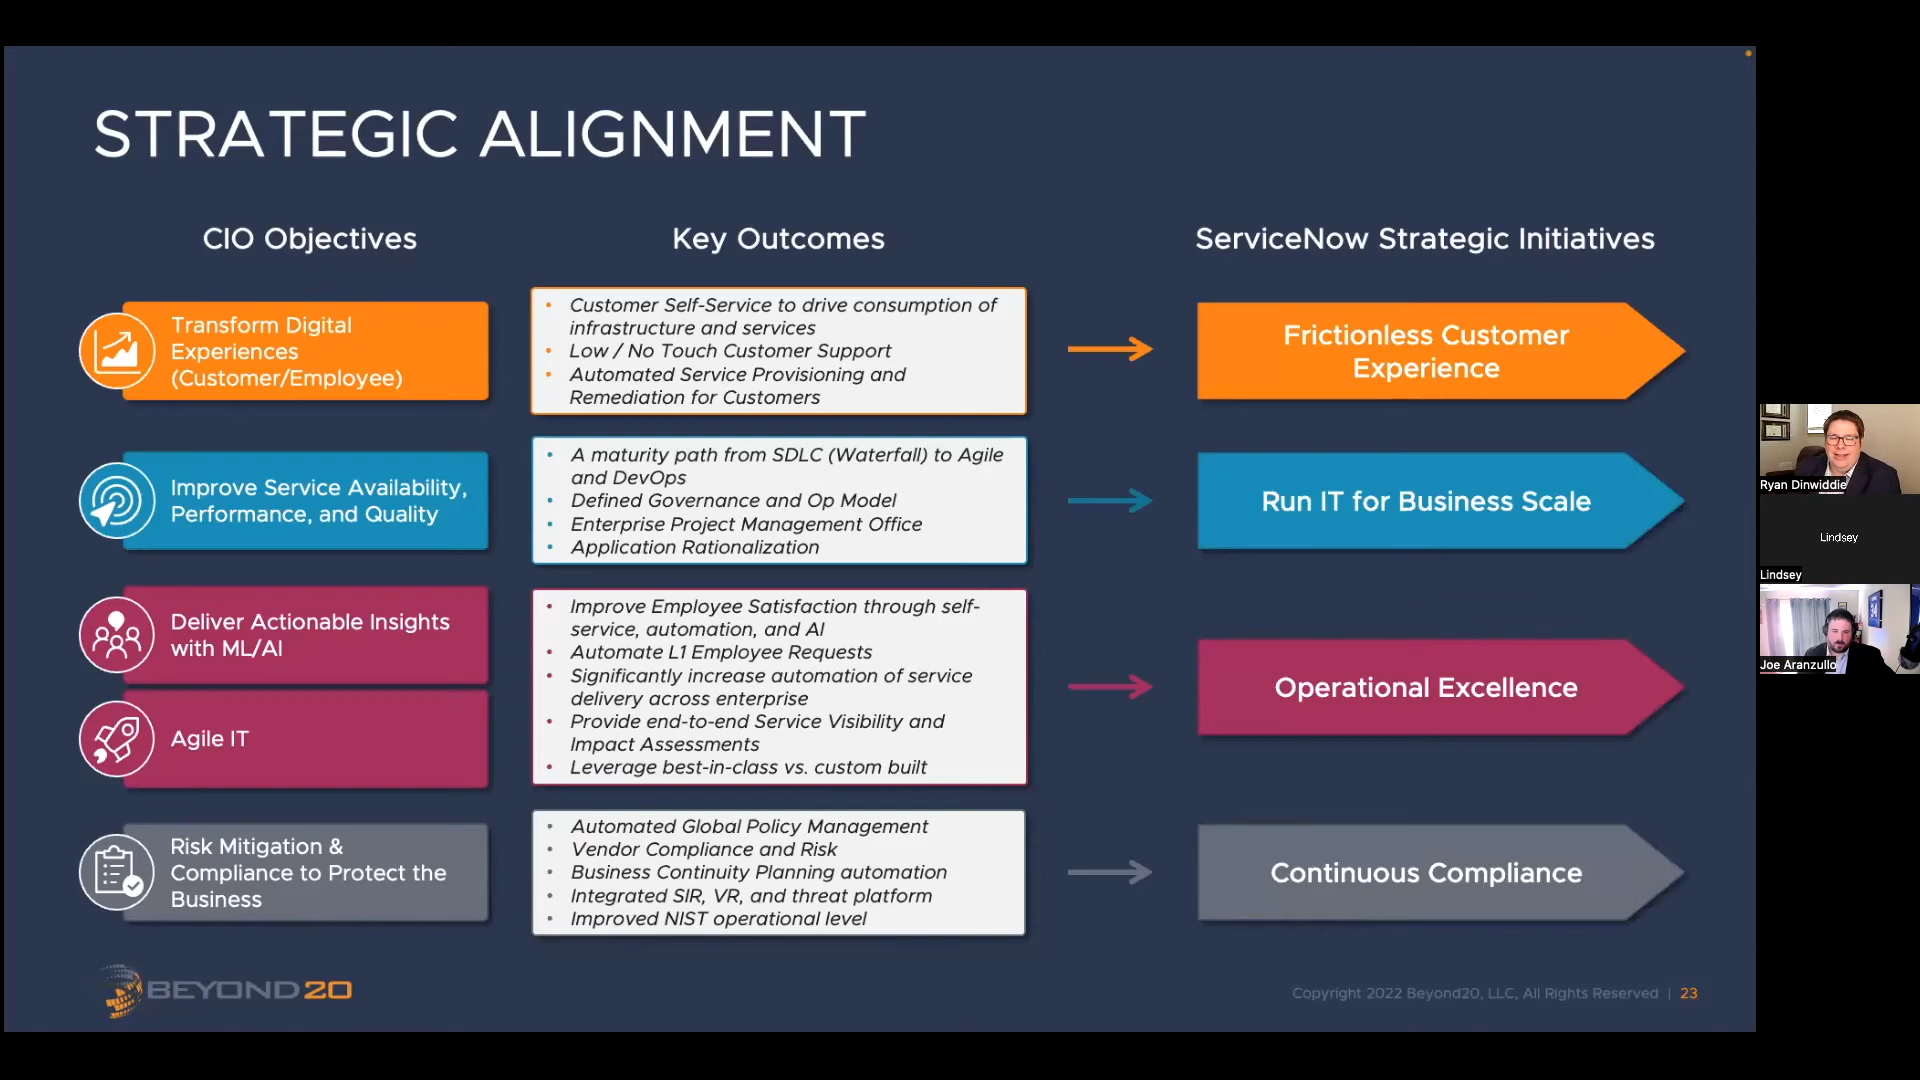 STRATEGIC ALIGNMENT
CIO Objectives
Key Outcomes
ServiceNow Strategic Initiatives
Transform Digital
Experiences
(Customer/Employee)
• Customer Self-Service to drive consumption of
infrastructure and services
• Low / No Touch Customer Support
• Automated Service Provisioning and
Remediation for Customers
Frictionless Customer
Experience
Improve Service Availability,
Performance, and Quality
• A maturity path from SDLC (Waterfall) to Agile
and DevOps
• Defined Governance and Op Model
• Enterprise Project Management Office
• Application Rationalization
Run IT for Business Scale
Deliver Actionable Insights
with ML/AI
Agile IT
• Improve Employee Satisfaction through self-
service, automation, and AI
• Automate L1 Employee Requests
• Significantly increase automation of service
delivery across enterprise
• Provide end-to-end Service Visibility and
Impact Assessments
• Leverage best-in-class vs. custom built
Operational Excellence
Risk Mitigation &
Compliance to Protect the
Business
• Automated Global Policy Management
• Vendor Compliance and Risk
• Business Continuity Planning automation
• Integrated SIR, VR, and threat platform
• Improved NIST operational level
Continuous Compliance
BEYOND20
Copyright 2022 Beyond20, LLC, All Rights Reserved | 23
Ryan Dinwiddie
Lindsey
Lindsey
Joe Aranzullo